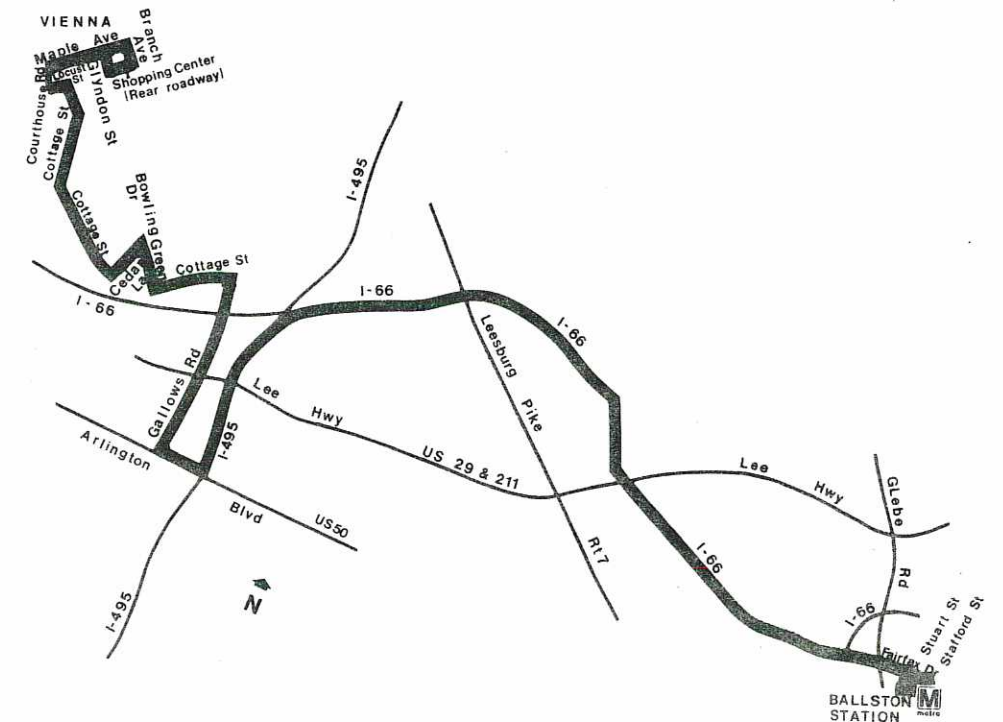 VIENNA
Branch Ave
Maple Ave
Locust St
Glyndon St
Shopping Center
(Rear roadway)
Courthouse Rd
Cottage St
Cottage St
Bowling Green Dr
Cedar La
Cottage St
I-495
I-66
I-66
I-66
Leesburg Pike
Gallows Rd
Lee Hwy
I-495
Arlington Blvd
US 29 & 211
US50
Lee Hwy
GLebe Rd
Rt7
I-66
I-495
N
I-66
Stuart St
Stafford St
Fairfax Dr
BALLSTON
STATION
M
metro